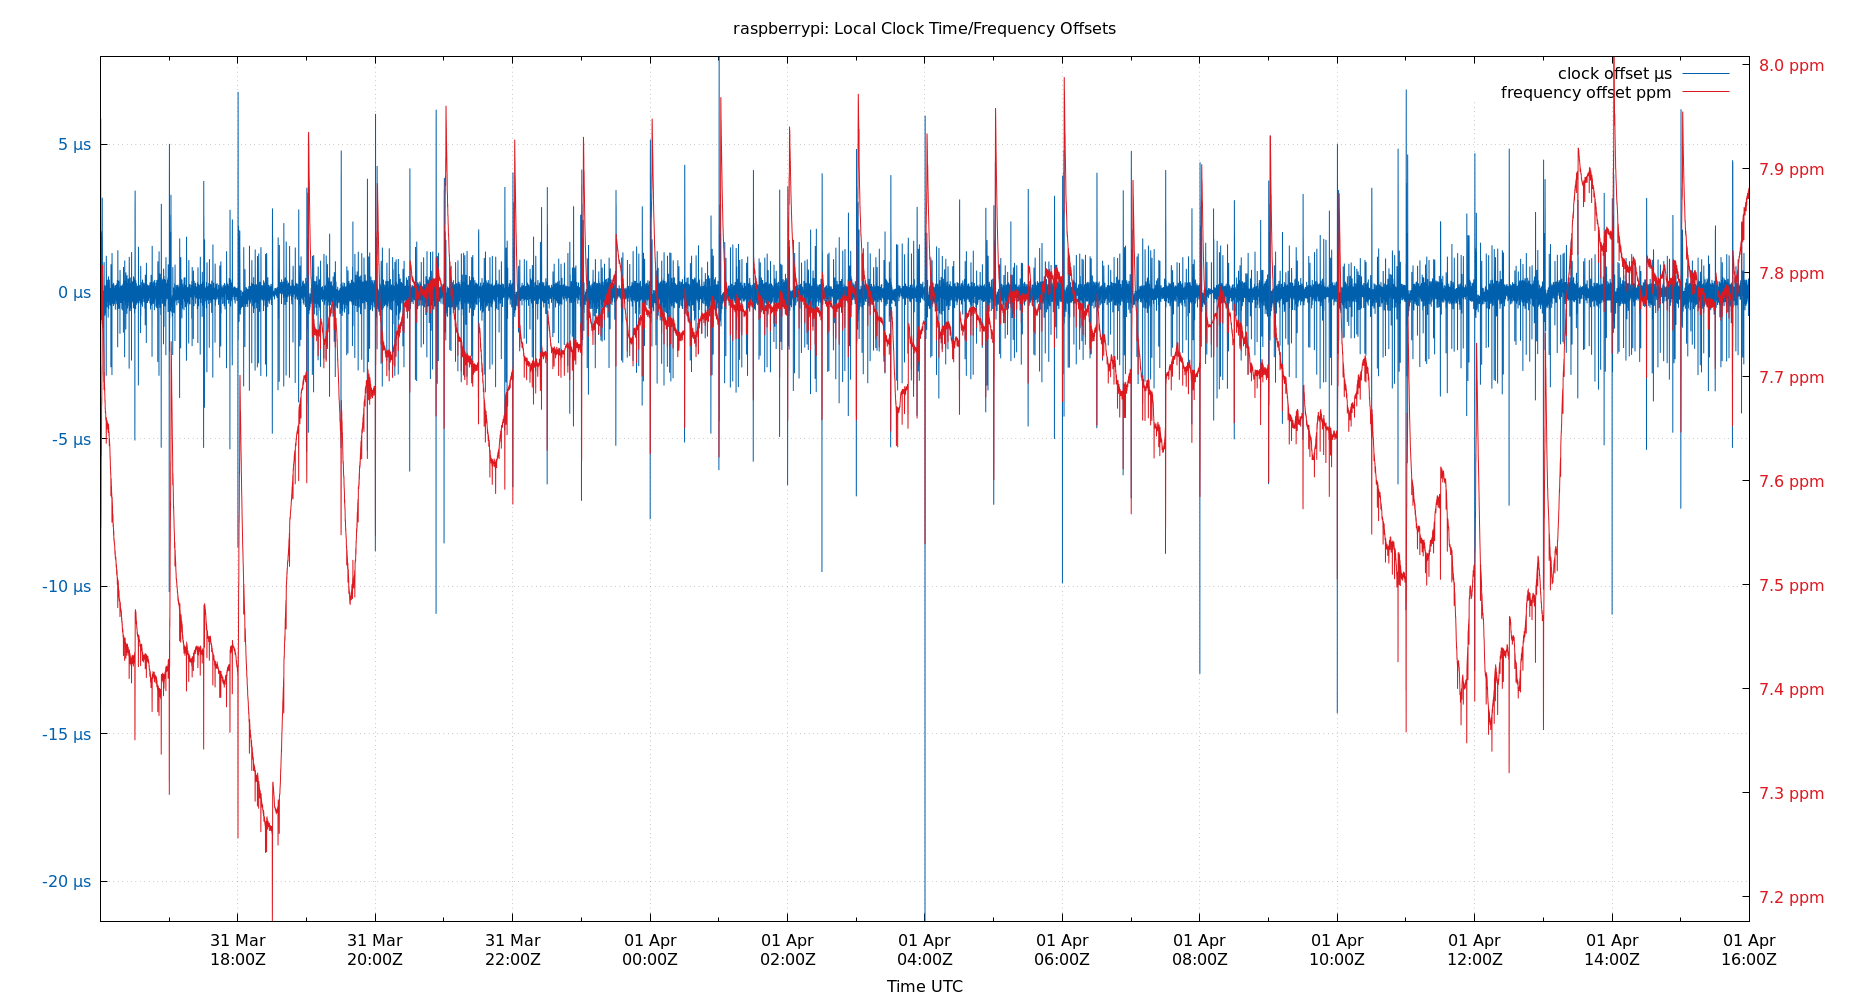 raspberrypi: Local Clock Time/Frequency Offsets
clock offset µs
frequency offset ppm
5 µs
0 µs
-5 µs
-10 µs
-15 µs
-20 µs
8.0 ppm
7.9 ppm
7.8 ppm
7.7 ppm
7.6 ppm
7.5 ppm
7.4 ppm
7.3 ppm
7.2 ppm
31 Mar 31 Mar 31 Mar 01 Apr 01 Apr 01 Apr 01 Apr 01 Apr 01 Apr 01 Apr 01 Apr 01 Apr
18:00Z 20:00Z 22:00Z 00:00Z 02:00Z 04:00Z 06:00Z 08:00Z 10:00Z 12:00Z 14:00Z 16:00Z
Time UTC